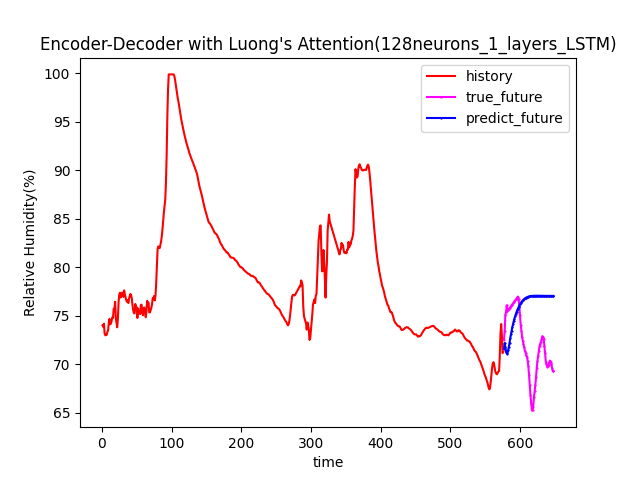 Encoder-Decoder with Luong's Attention(128neurons_1_layers_LSTM)
history
true_future
predict_future
Relative Humidity(%)
100
95
90
85
80
75
70
65
0 100 200 300 400 500 600
time